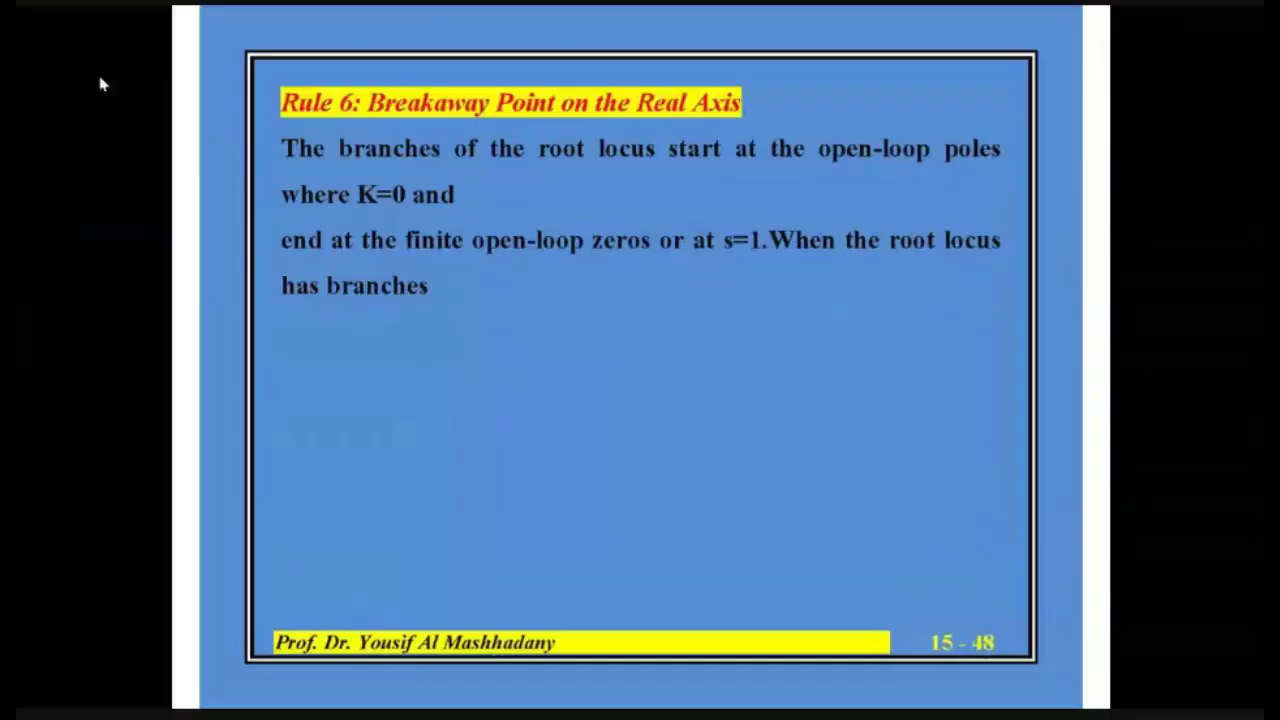 Rule 6: Breakaway Point on the Real Axis
The branches of the root locus start at the open-loop poles
where K=0 and
end at the finite open-loop zeros or at s=1.When the root locus
has branches
Prof. Dr. Yousif Al Mashhadany
15 - 48